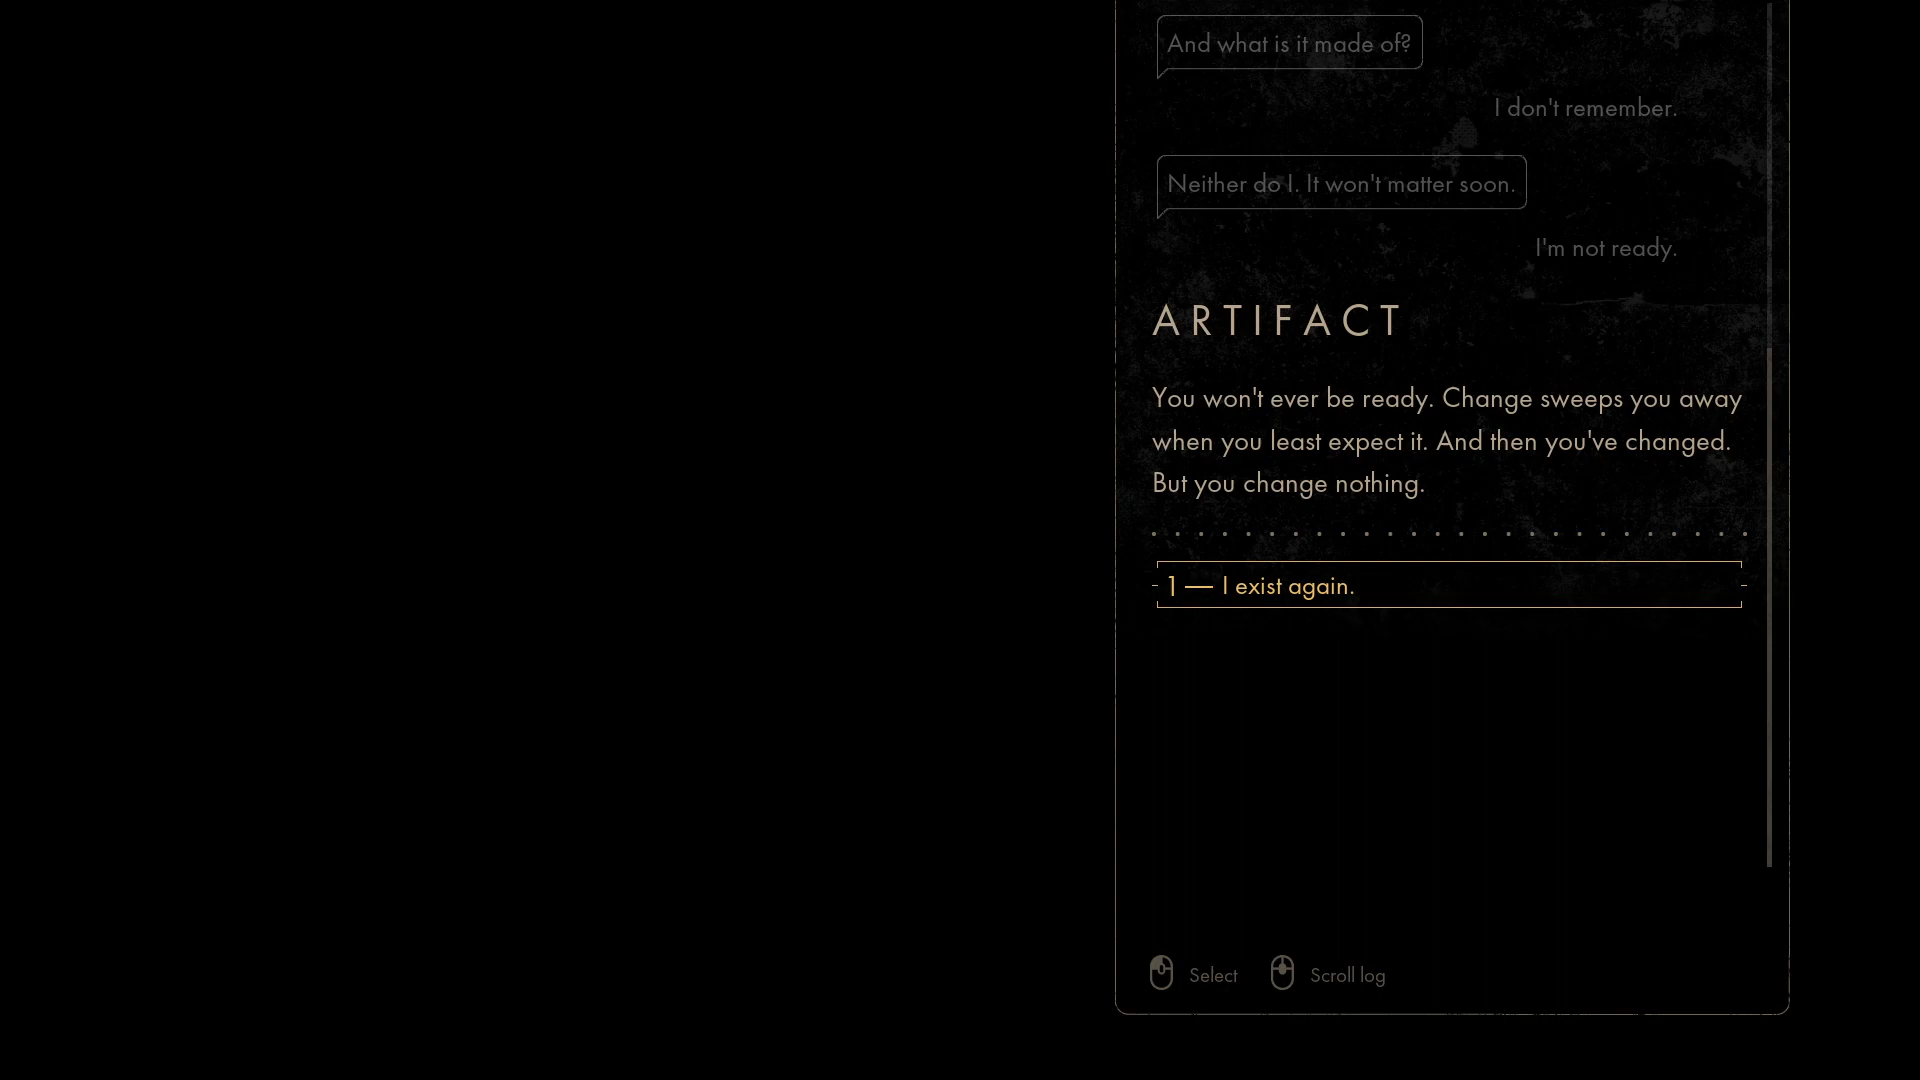 And what is it made of?
I don't remember.
Neither do I. It won't matter soon.
I'm not ready.
ARTIFACT
You won't ever be ready. Change sweeps you away
when you least expect it. And then you've changed.
But you change nothing.
1 — I exist again.
Select
Scroll log